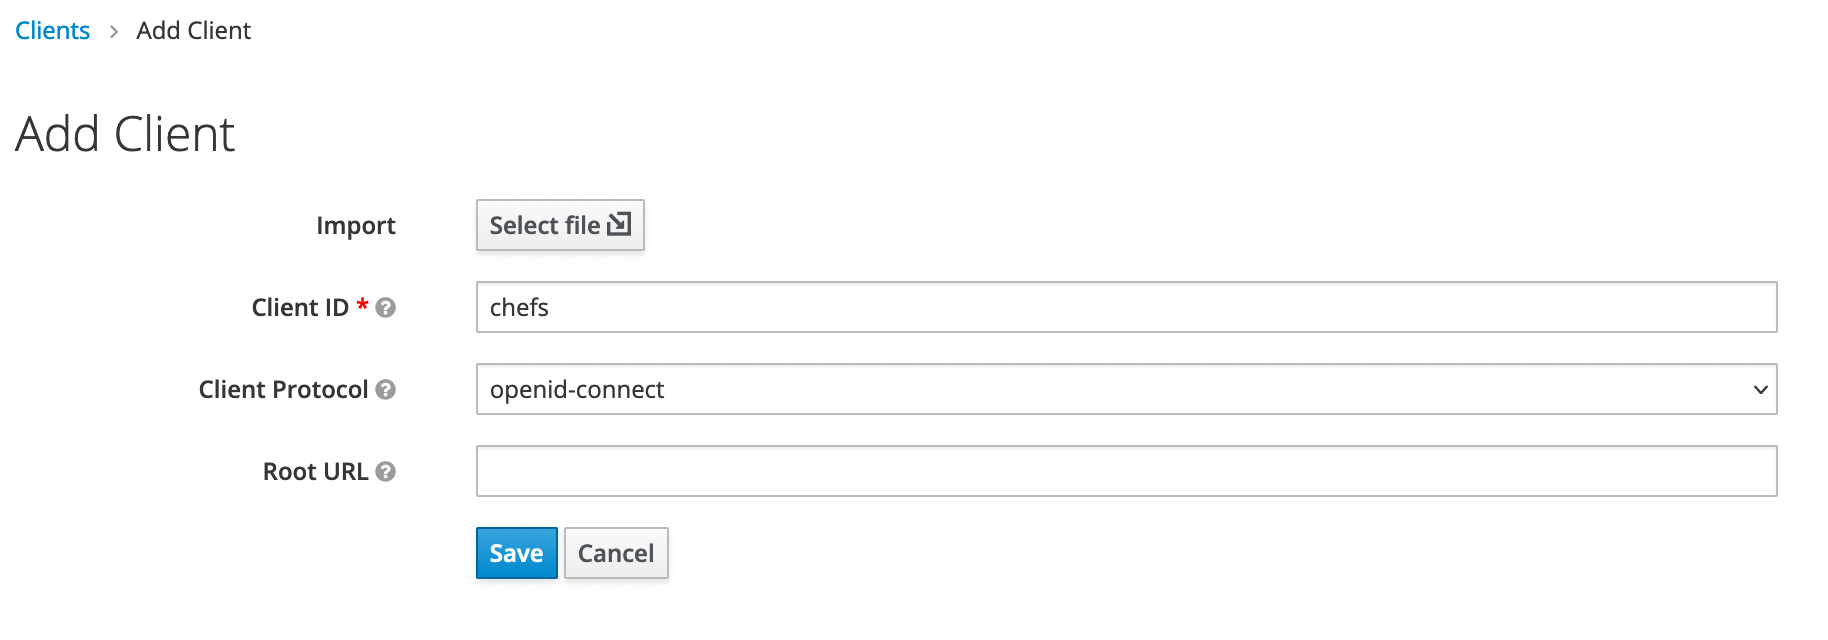 Clients > Add Client
Add Client
Import Select file
Client ID * ? chefs
Client Protocol ? openid-connect
Root URL ?
Save Cancel